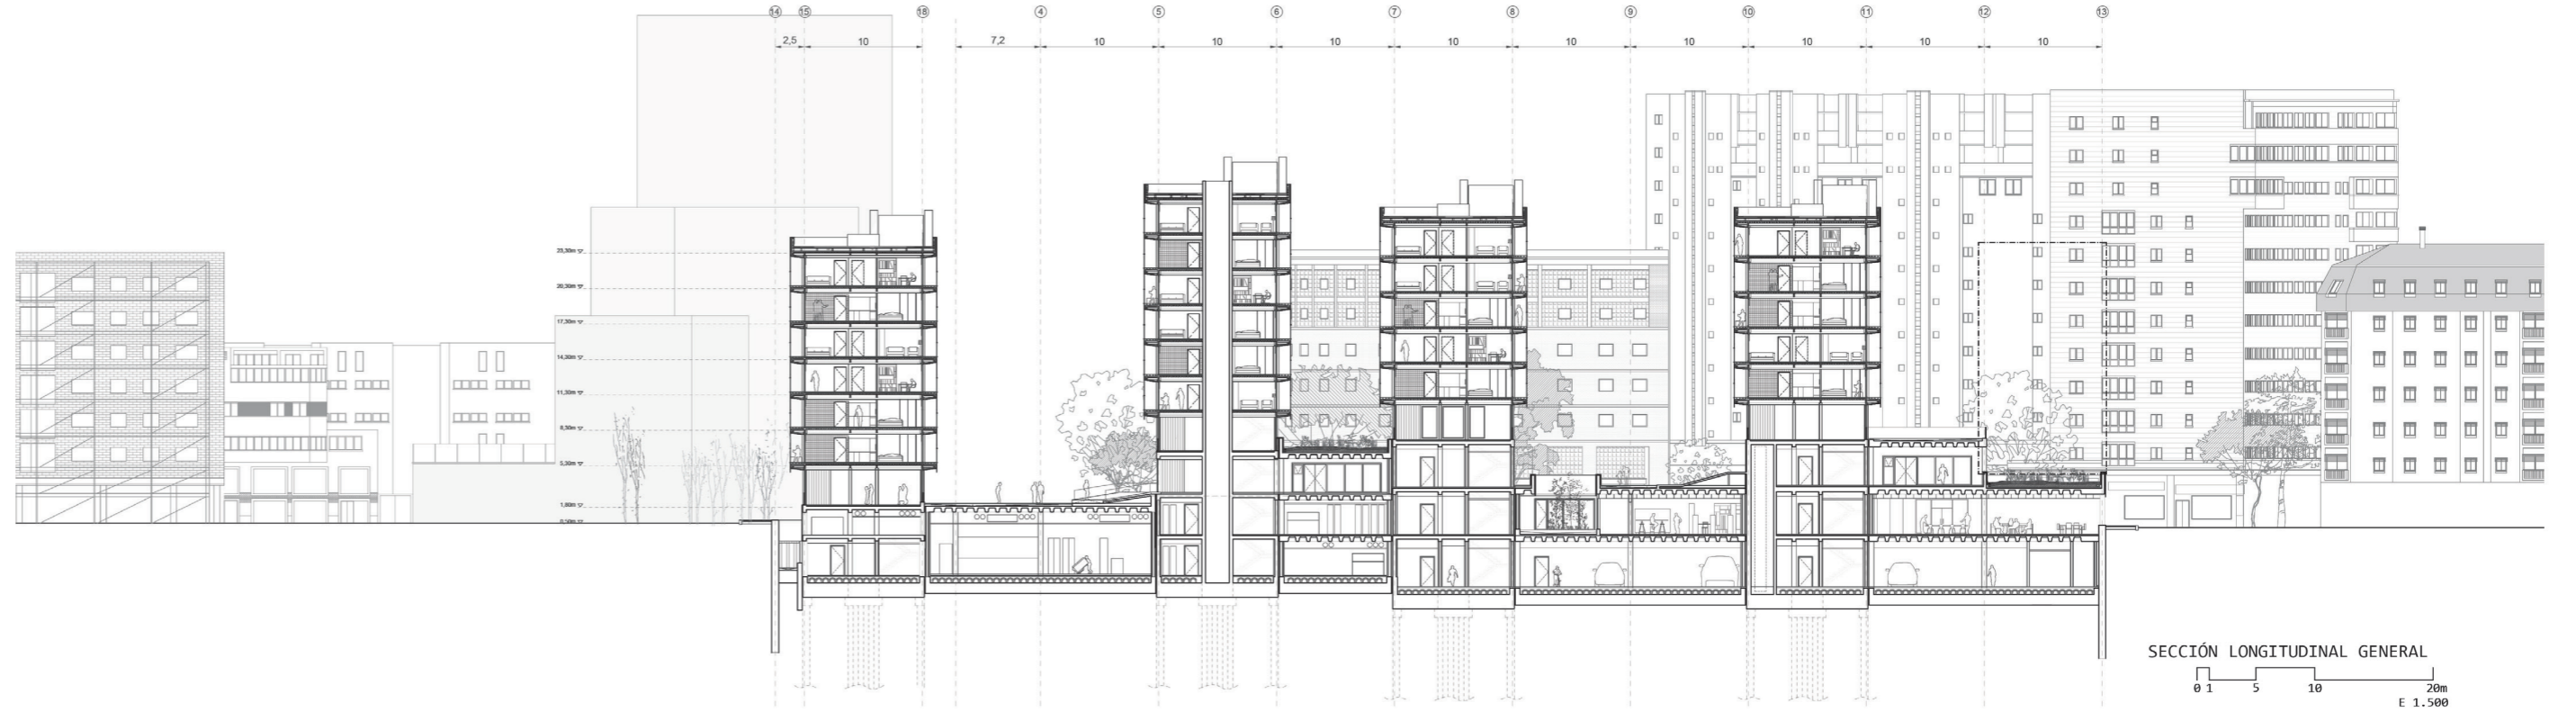 14 15 18 4 5 6 7 8 9 10 11 12 13
2,5 10 7,2 10 10 10 10 10 10 10 10 10
23,30m
20,30m
17,30m
14,30m
11,30m
8,30m
5,30m
1,80m
0,50m
SECCIÓN LONGITUDINAL GENERAL
0 1 5 10 20m
E 1.500